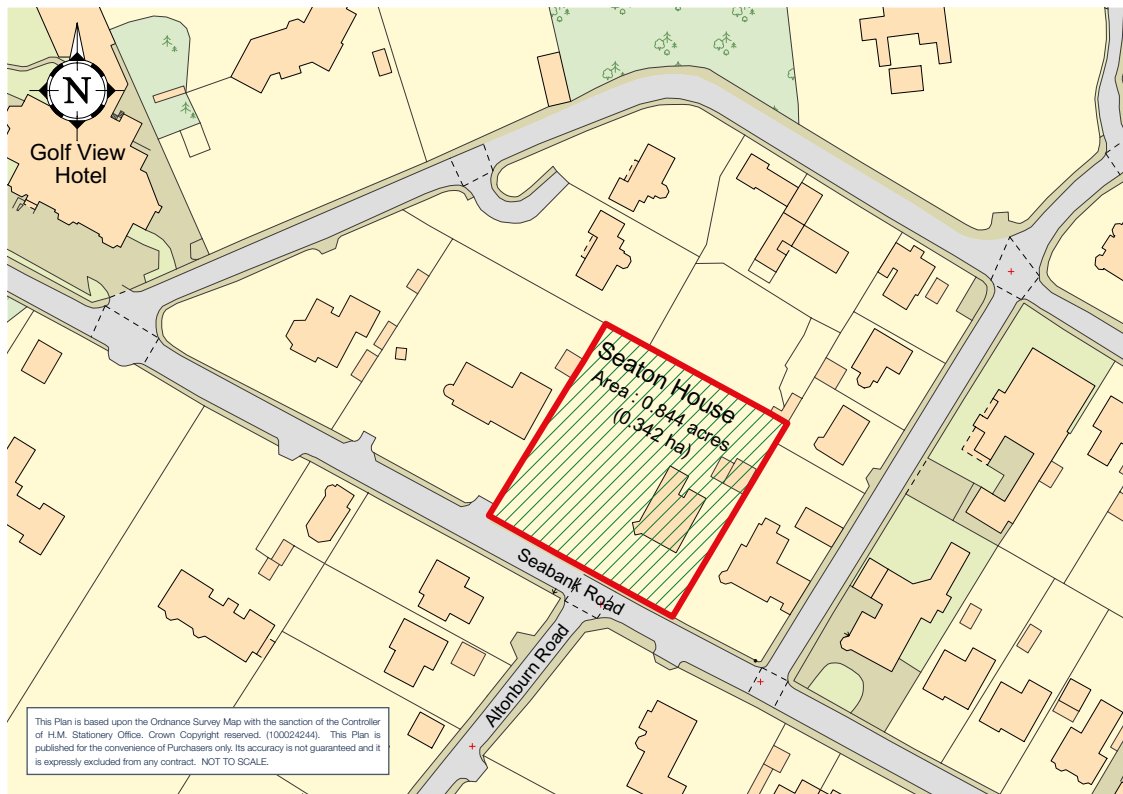 N
Golf View
Hotel
Seaton House
Area : 0.844 acres
(0.342 ha)
Seabank Road
Altonburn Road
This Plan is based upon the Ordnance Survey Map with the sanction of the Controller
of H.M. Stationery Office. Crown Copyright reserved. (100024244). This Plan is
published for the convenience of Purchasers only. Its accuracy is not guaranteed and it
is expressly excluded from any contract. NOT TO SCALE.